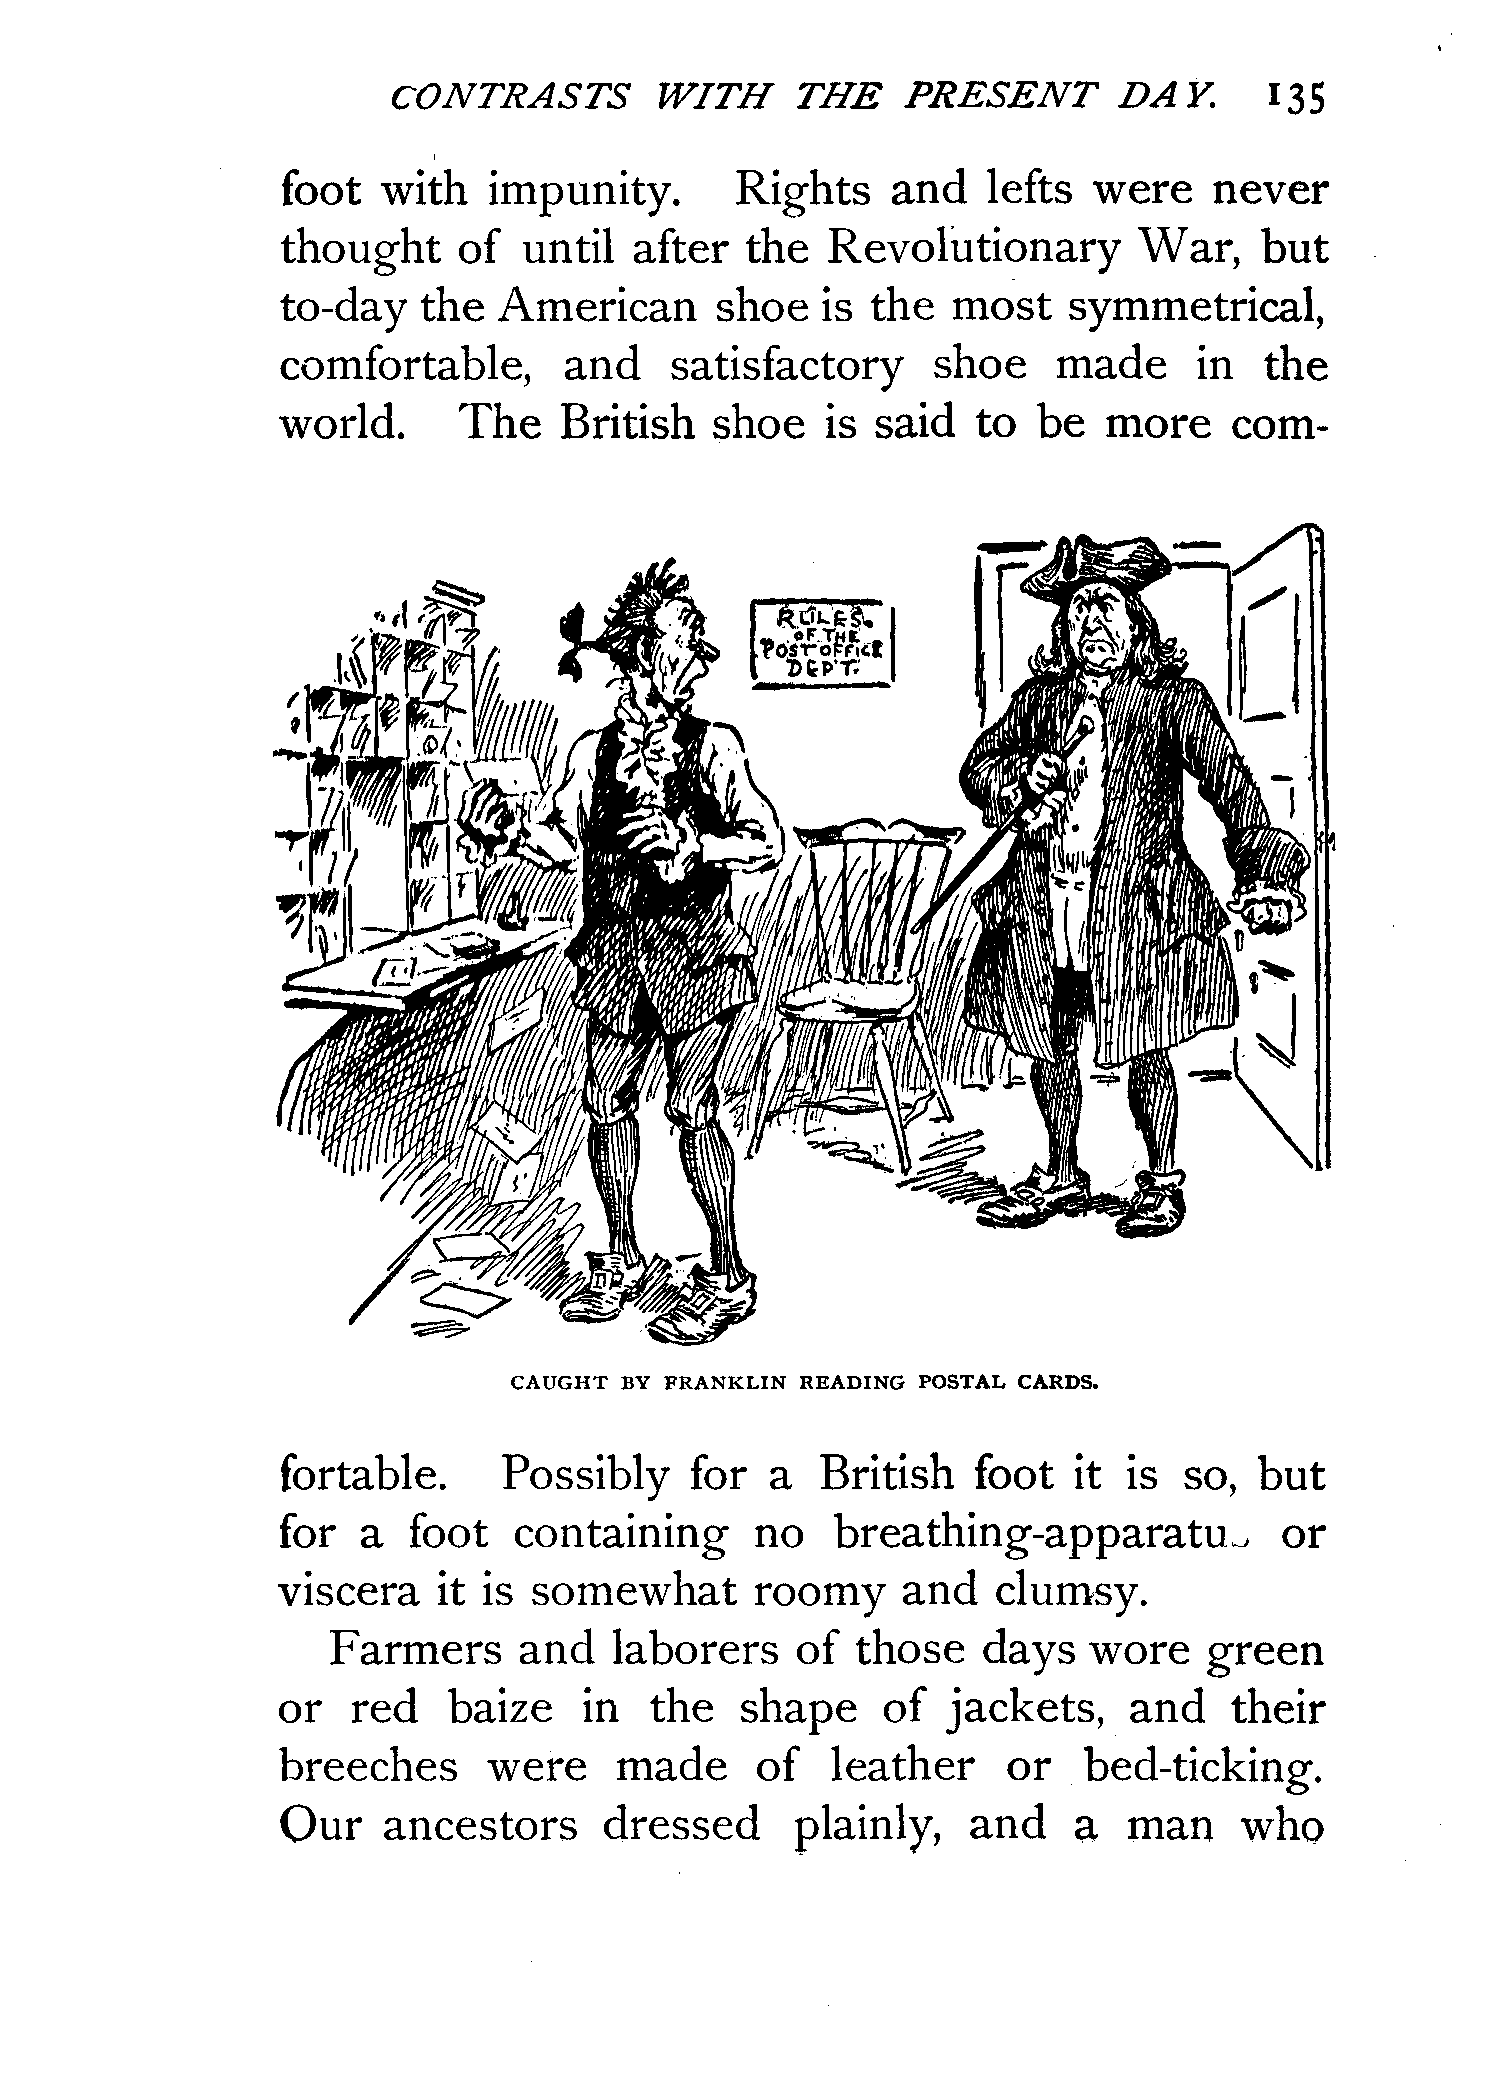 CONTRASTS WITH THE PRESENT DAY. 135
foot with impunity. Rights and lefts were never
thought of until after the Revolutionary War, but
to-day the American shoe is the most symmetrical,
comfortable, and satisfactory shoe made in the
world. The British shoe is said to be more com-
RULES.
OF THE
POST OFFICE
DEP'T.
CAUGHT BY FRANKLIN READING POSTAL CARDS.
fortable. Possibly for a British foot it is so, but
for a foot containing no breathing-apparatus or
viscera it is somewhat roomy and clumsy.
Farmers and laborers of those days wore green
or red baize in the shape of jackets, and their
breeches were made of leather or bed-ticking.
Our ancestors dressed plainly, and a man who